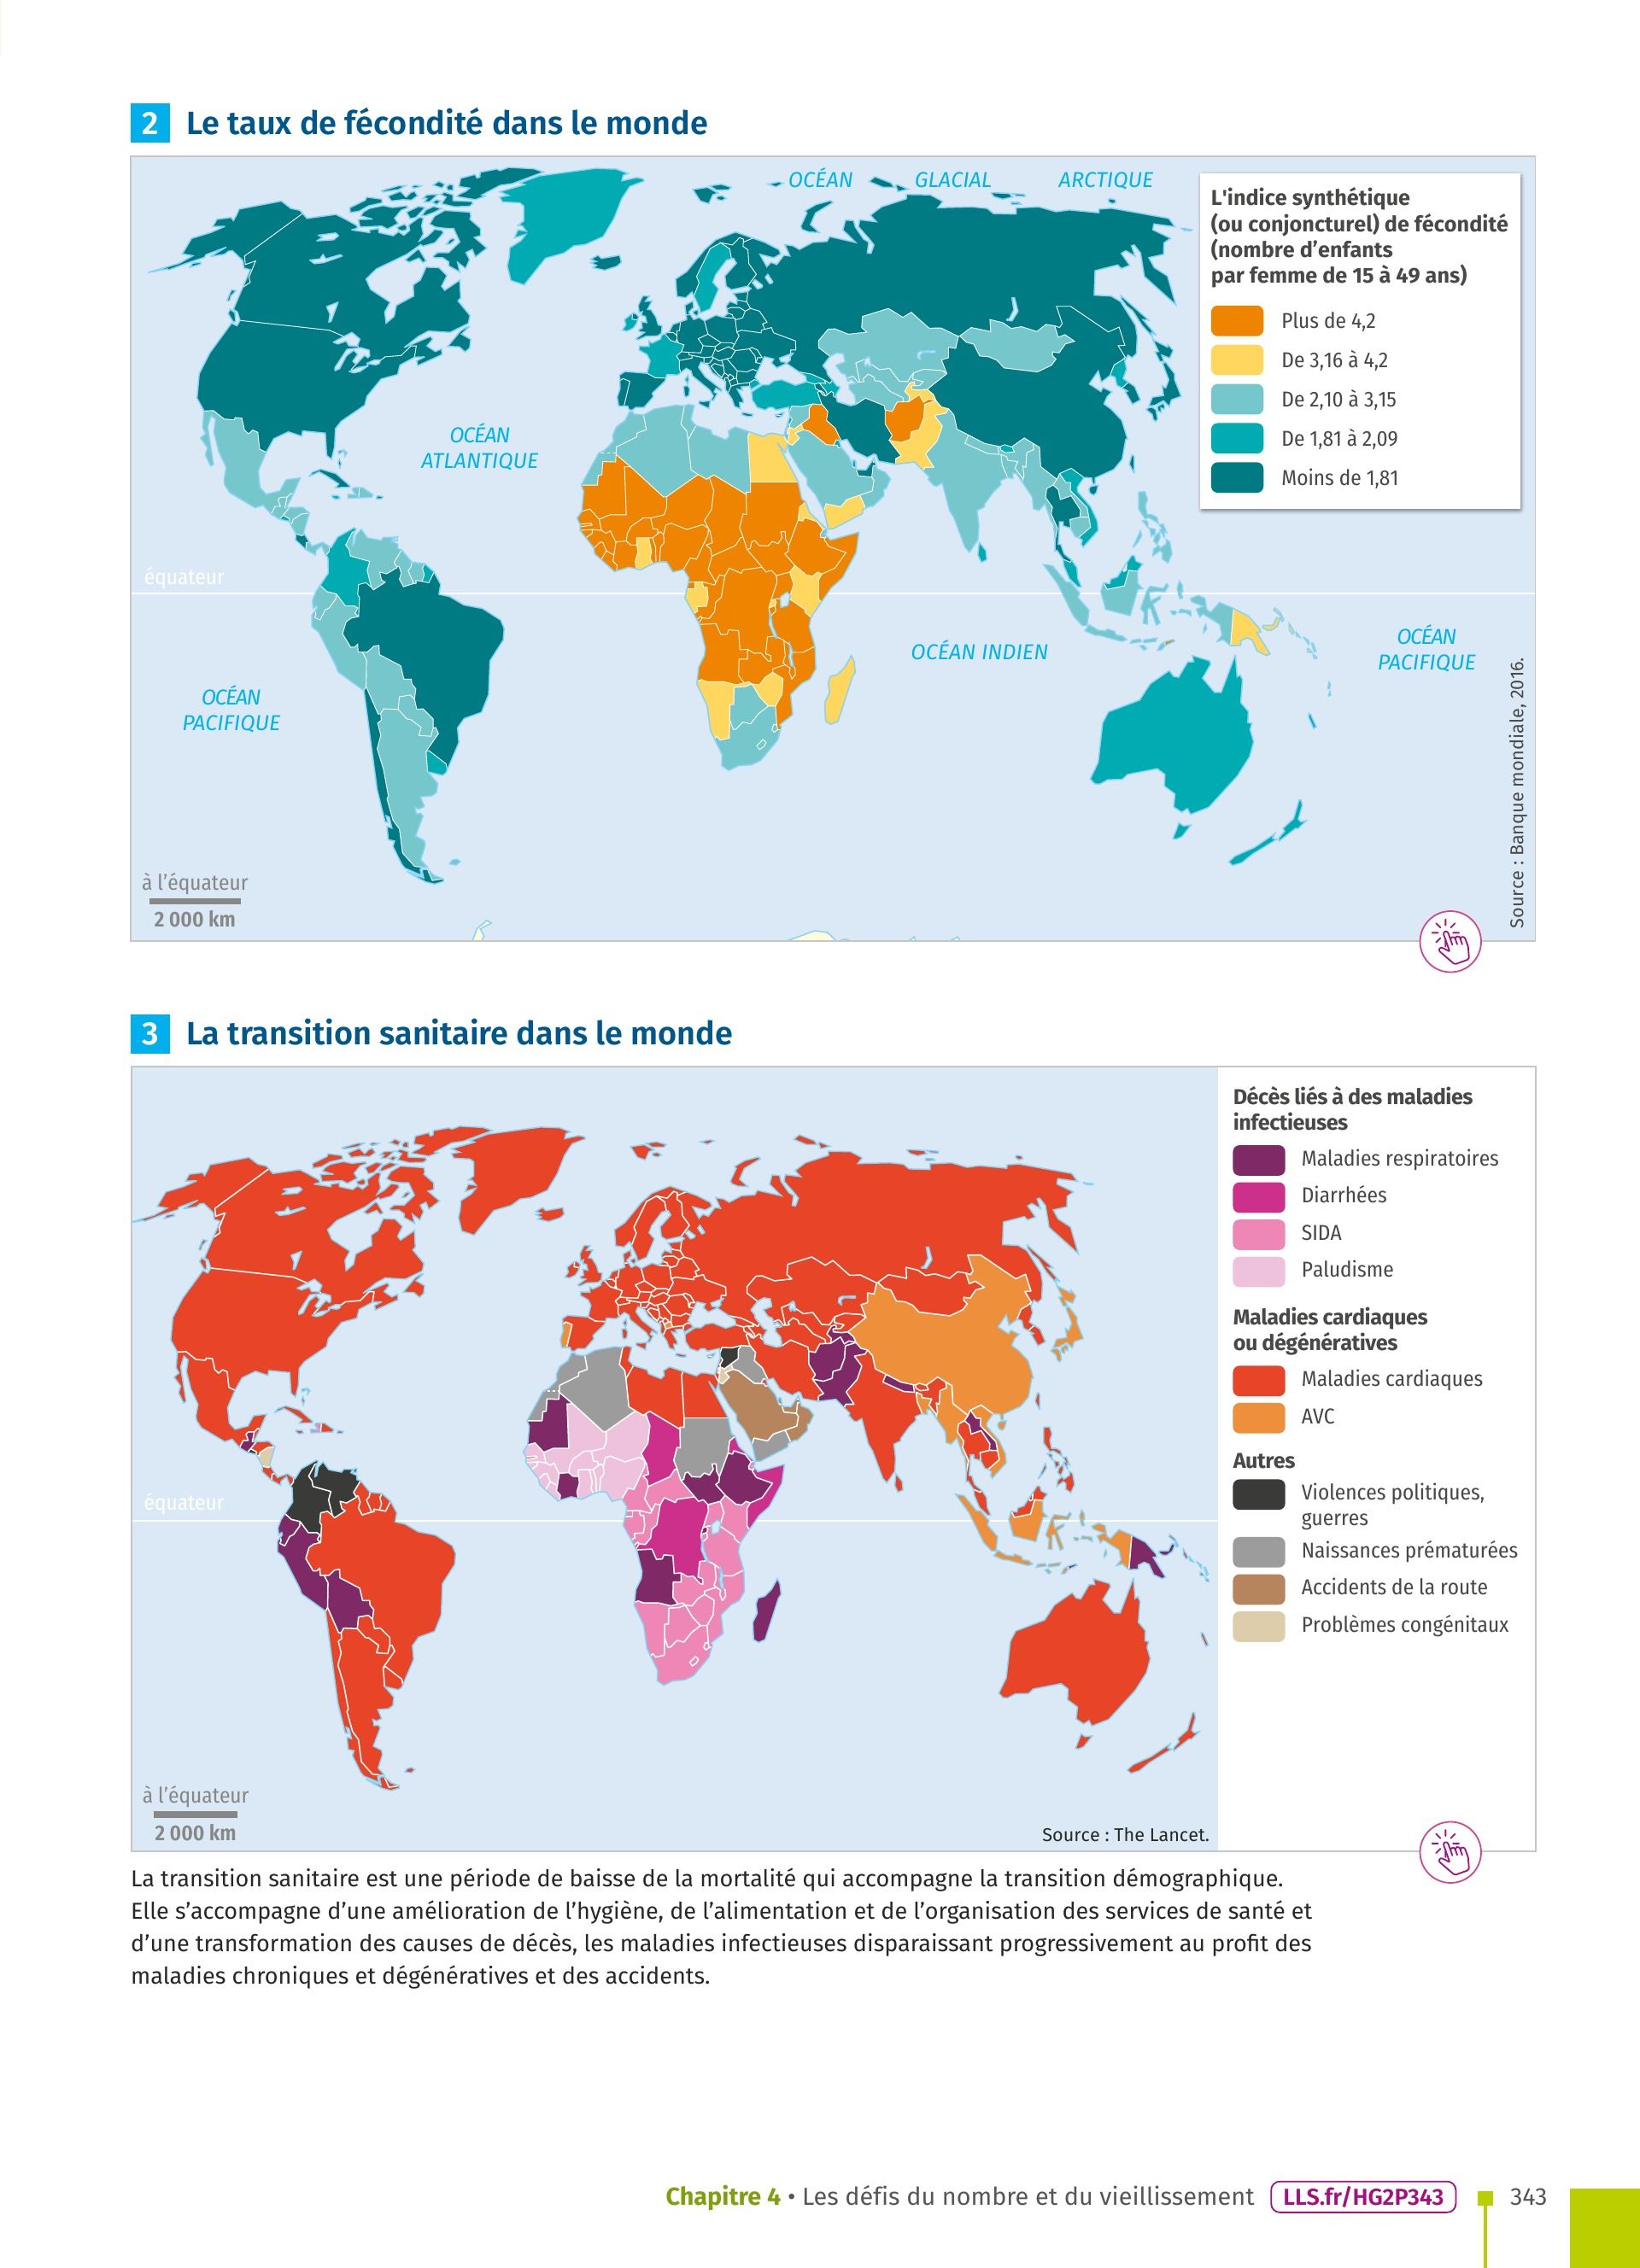 2 Le taux de fécondité dans le monde
OCÉAN GLACIAL ARCTIQUE
L'indice synthétique
(ou conjoncturel) de fécondité
(nombre d’enfants
par femme de 15 à 49 ans)
Plus de 4,2
De 3,16 à 4,2
De 2,10 à 3,15
De 1,81 à 2,09
Moins de 1,81
OCÉAN
ATLANTIQUE
équateur
OCÉAN INDIEN
OCÉAN
PACIFIQUE
OCÉAN
PACIFIQUE
à l’équateur
2 000 km
Source : Banque mondiale, 2016.
3 La transition sanitaire dans le monde
Décès liés à des maladies
infectieuses
Maladies respiratoires
Diarrhées
SIDA
Paludisme
Maladies cardiaques
ou dégénératives
Maladies cardiaques
AVC
Autres
Violences politiques,
guerres
Naissances prématurées
Accidents de la route
Problèmes congénitaux
équateur
à l’équateur
2 000 km
Source : The Lancet.
La transition sanitaire est une période de baisse de la mortalité qui accompagne la transition démographique.
Elle s’accompagne d’une amélioration de l’hygiène, de l’alimentation et de l’organisation des services de santé et
d’une transformation des causes de décès, les maladies infectieuses disparaissant progressivement au profit des
maladies chroniques et dégénératives et des accidents.
Chapitre 4 • Les défis du nombre et du vieillissement LLS.fr/HG2P343 343